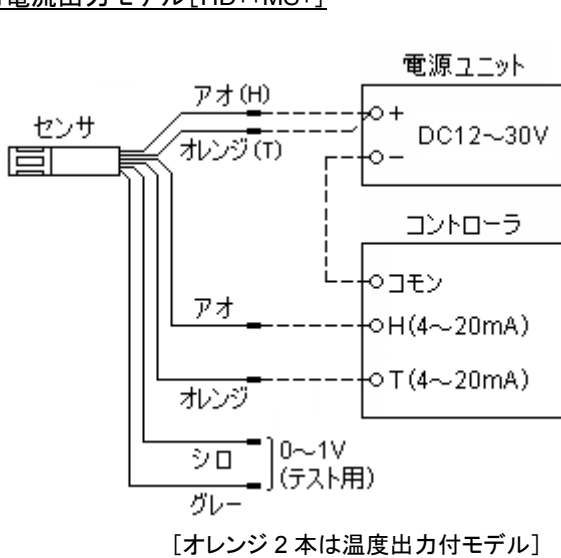 電流出力モデル[HD**MC*]
電源ユニット
アオ(H)
+
センサ
DC12～30V
オレンジ(T)
－
コントローラ
コモン
アオ
H(4～20mA)
T(4～20mA)
オレンジ
シロ
0～1V
(テスト用)
グレー
[オレンジ2本は温度出力付モデル]